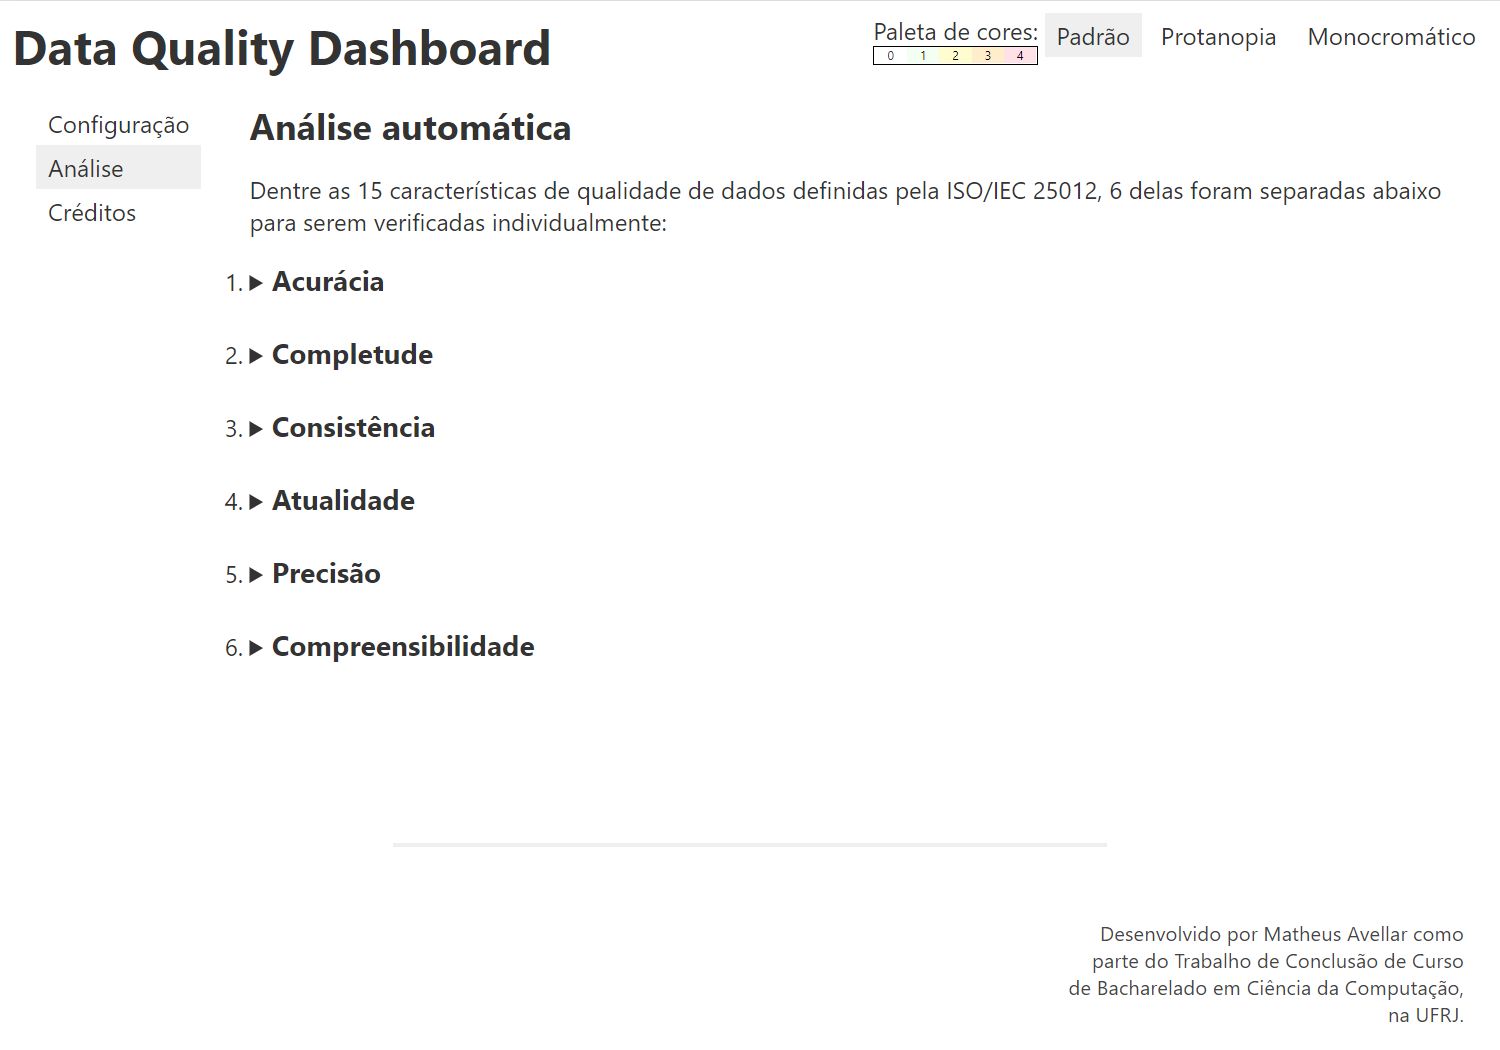 Data Quality Dashboard
Paleta de cores:
0 1 2 3 4
Padrão
Protanopia
Monocromático
Configuração
Análise
Créditos
Análise automática
Dentre as 15 características de qualidade de dados definidas pela ISO/IEC 25012, 6 delas foram separadas abaixo
para serem verificadas individualmente:
1. ▶ Acurácia
2. ▶ Completude
3. ▶ Consistência
4. ▶ Atualidade
5. ▶ Precisão
6. ▶ Compreensibilidade
Desenvolvido por Matheus Avellar como
parte do Trabalho de Conclusão de Curso
de Bacharelado em Ciência da Computação,
na UFRJ.